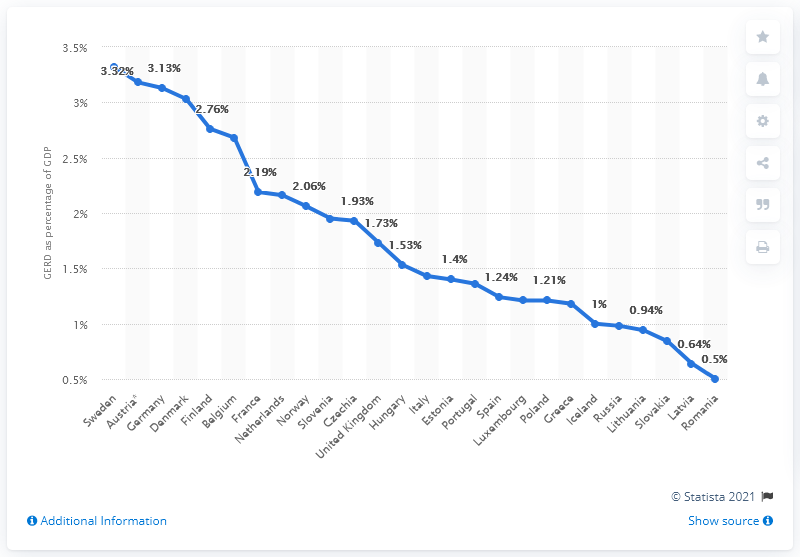 3.5%
3%
2.5%
2%
1.5%
1%
0.5%
GERD as percentage of GDP
3.32%
3.13%
2.76%
2.19%
2.06%
1.93%
1.73%
1.53%
1.4%
1.24%
1.21%
1%
0.94%
0.64%
0.5%
Sweden
Austria*
Germany
Denmark
Finland
Belgium
France
Netherlands
Norway
Slovenia
Czechia
United Kingdom
Hungary
Italy
Estonia
Portugal
Spain
Luxembourg
Poland
Greece
Iceland
Russia
Lithuania
Slovakia
Latvia
Romania
© Statista 2021
Additional Information
Show source